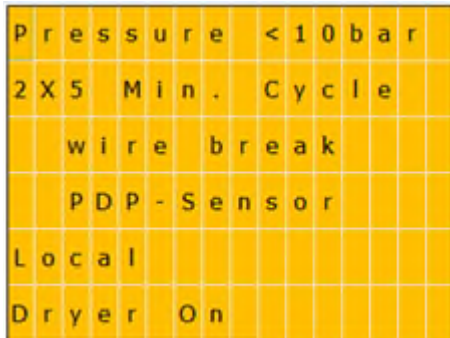 Pressure <10bar
2X5 Min. Cycle
wire break
PDP-Sensor
Local
Dryer On